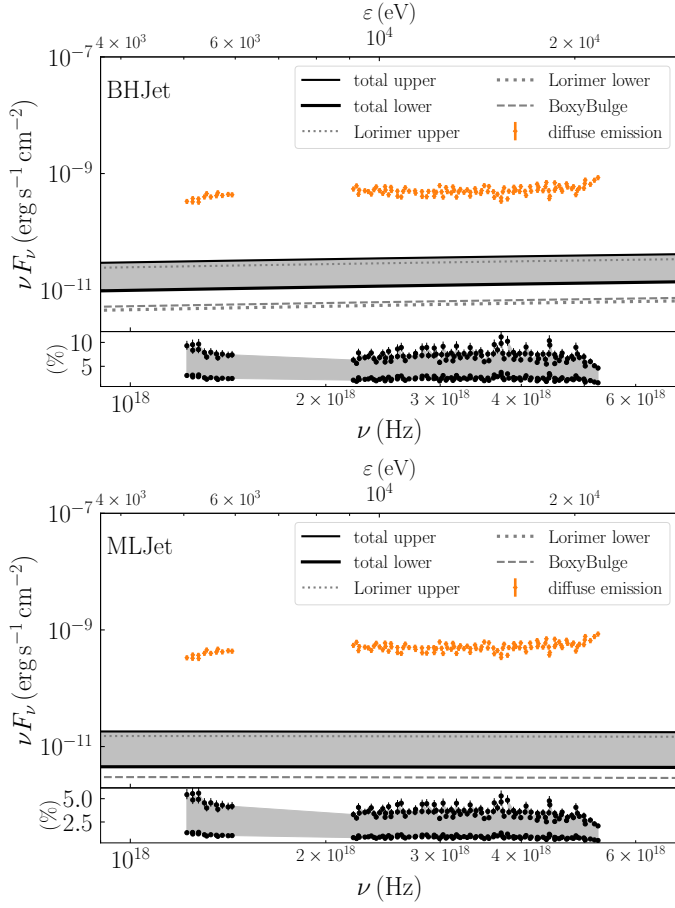 ε (eV)
4 × 10³ 6 × 10³ 10⁴ 2 × 10⁴
10⁻⁷
BHJet
total upper
total lower
Lorimer upper
Lorimer lower
BoxyBulge
diffuse emission
νF_ν (erg s⁻¹ cm⁻²)
10⁻⁹
10⁻¹¹
(%)
10
5
10¹⁸ 2 × 10¹⁸ 3 × 10¹⁸ 4 × 10¹⁸ 6 × 10¹⁸
ν (Hz)
ε (eV)
4 × 10³ 6 × 10³ 10⁴ 2 × 10⁴
10⁻⁷
MLJet
total upper
total lower
Lorimer upper
Lorimer lower
BoxyBulge
diffuse emission
νF_ν (erg s⁻¹ cm⁻²)
10⁻⁹
10⁻¹¹
(%)
5.0
2.5
10¹⁸ 2 × 10¹⁸ 3 × 10¹⁸ 4 × 10¹⁸ 6 × 10¹⁸
ν (Hz)